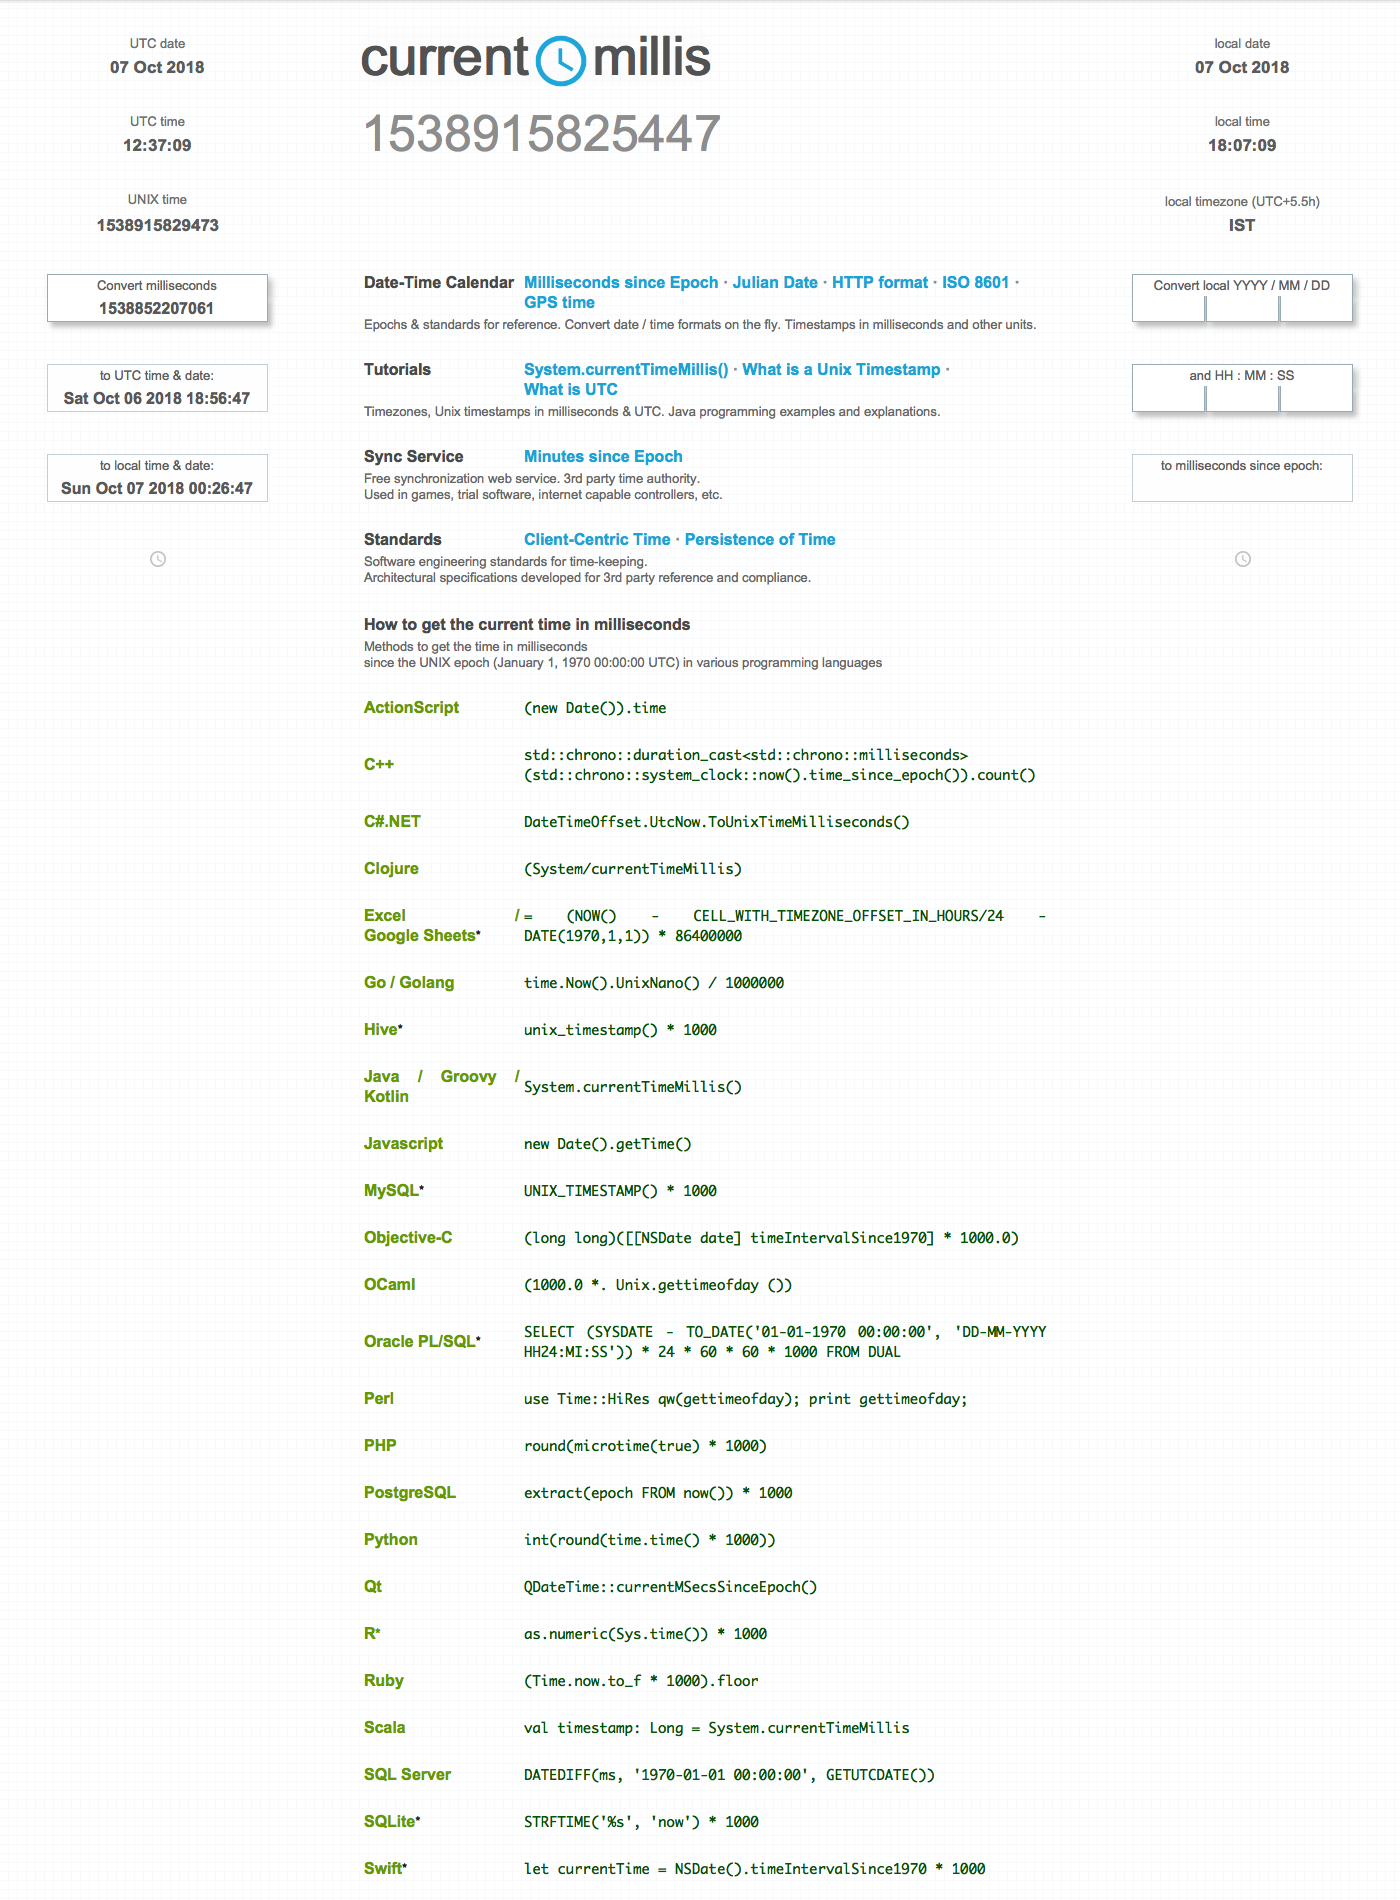 UTC date
07 Oct 2018
UTC time
12:37:09
UNIX time
1538915829473
Convert milliseconds
1538852207061
to UTC time & date:
Sat Oct 06 2018 18:56:47
to local time & date:
Sun Oct 07 2018 00:26:47
current millis
1538915825447
Date-Time Calendar Milliseconds since Epoch · Julian Date · HTTP format · ISO 8601 ·
GPS time
Epochs & standards for reference. Convert date / time formats on the fly. Timestamps in milliseconds and other units.
Tutorials System.currentTimeMillis() · What is a Unix Timestamp ·
What is UTC
Timezones, Unix timestamps in milliseconds & UTC. Java programming examples and explanations.
Sync Service Minutes since Epoch
Free synchronization web service. 3rd party time authority.
Used in games, trial software, internet capable controllers, etc.
Standards Client-Centric Time · Persistence of Time
Software engineering standards for time-keeping.
Architectural specifications developed for 3rd party reference and compliance.
How to get the current time in milliseconds
Methods to get the time in milliseconds
since the UNIX epoch (January 1, 1970 00:00:00 UTC) in various programming languages
ActionScript (new Date()).time
C++ std::chrono::duration_cast<std::chrono::milliseconds>
(std::chrono::system_clock::now().time_since_epoch()).count()
C#.NET DateTimeOffset.UtcNow.ToUnixTimeMilliseconds()
Clojure (System/currentTimeMillis)
Excel / = (NOW() - CELL_WITH_TIMEZONE_OFFSET_IN_HOURS/24 -
Google Sheets* DATE(1970,1,1)) * 86400000
Go / Golang time.Now().UnixNano() / 1000000
Hive* unix_timestamp() * 1000
Java / Groovy /
Kotlin System.currentTimeMillis()
Javascript new Date().getTime()
MySQL* UNIX_TIMESTAMP() * 1000
Objective-C (long long)([[NSDate date] timeIntervalSince1970] * 1000.0)
OCaml (1000.0 *. Unix.gettimeofday ())
Oracle PL/SQL* SELECT (SYSDATE - TO_DATE('01-01-1970 00:00:00', 'DD-MM-YYYY
HH24:MI:SS')) * 24 * 60 * 60 * 1000 FROM DUAL
Perl use Time::HiRes qw(gettimeofday); print gettimeofday;
PHP round(microtime(true) * 1000)
PostgreSQL extract(epoch FROM now()) * 1000
Python int(round(time.time() * 1000))
Qt QDateTime::currentMSecsSinceEpoch()
R* as.numeric(Sys.time()) * 1000
Ruby (Time.now.to_f * 1000).floor
Scala val timestamp: Long = System.currentTimeMillis
SQL Server DATEDIFF(ms, '1970-01-01 00:00:00', GETUTCDATE())
SQLite* STRFTIME('%s', 'now') * 1000
Swift* let currentTime = NSDate().timeIntervalSince1970 * 1000
local date
07 Oct 2018
local time
18:07:09
local timezone (UTC+5.5h)
IST
Convert local YYYY / MM / DD
and HH : MM : SS
to milliseconds since epoch: